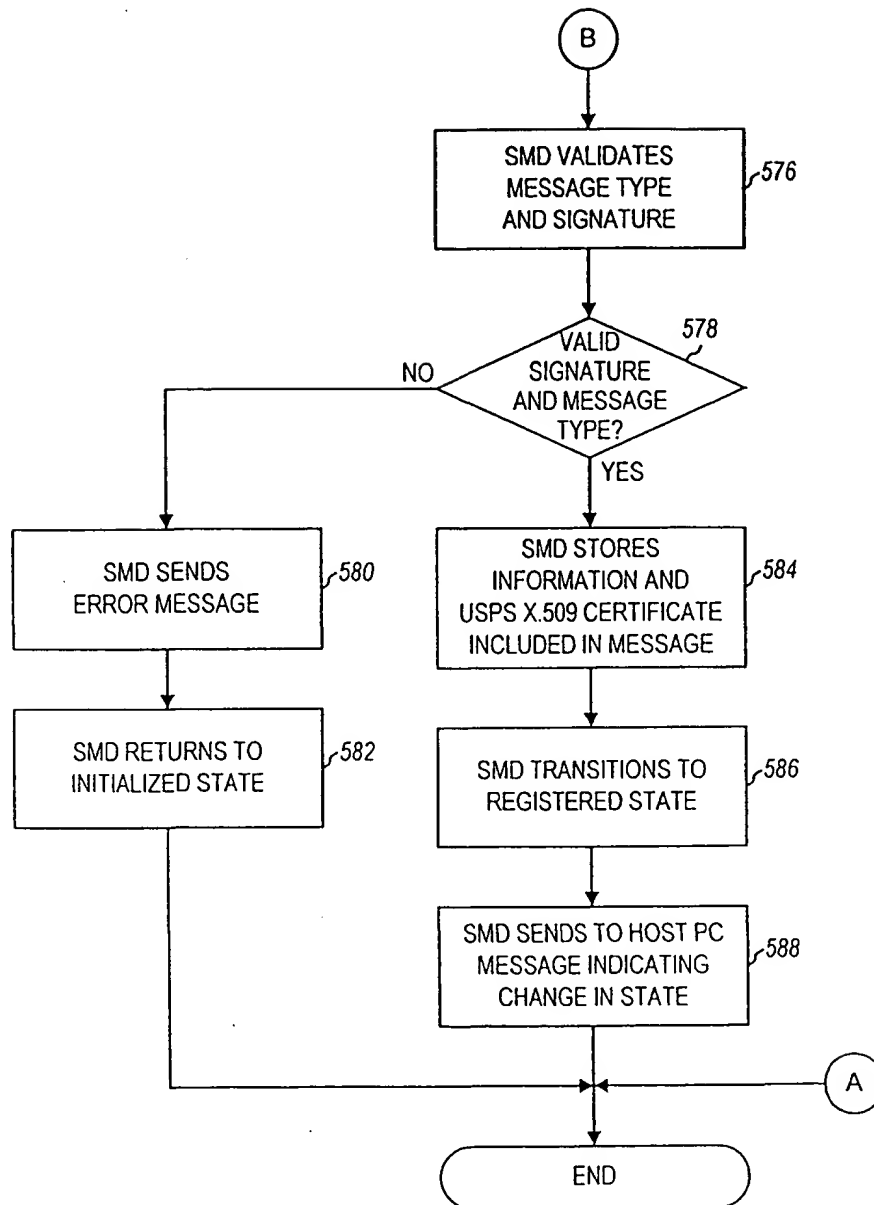 B
SMD VALIDATES
MESSAGE TYPE
AND SIGNATURE
576
VALID
SIGNATURE
AND MESSAGE
TYPE?
578
NO
YES
SMD SENDS
ERROR MESSAGE
580
SMD STORES
INFORMATION AND
USPS X.509 CERTIFICATE
INCLUDED IN MESSAGE
584
SMD RETURNS TO
INITIALIZED STATE
582
SMD TRANSITIONS TO
REGISTERED STATE
586
SMD SENDS TO HOST PC
MESSAGE INDICATING
CHANGE IN STATE
588
A
END